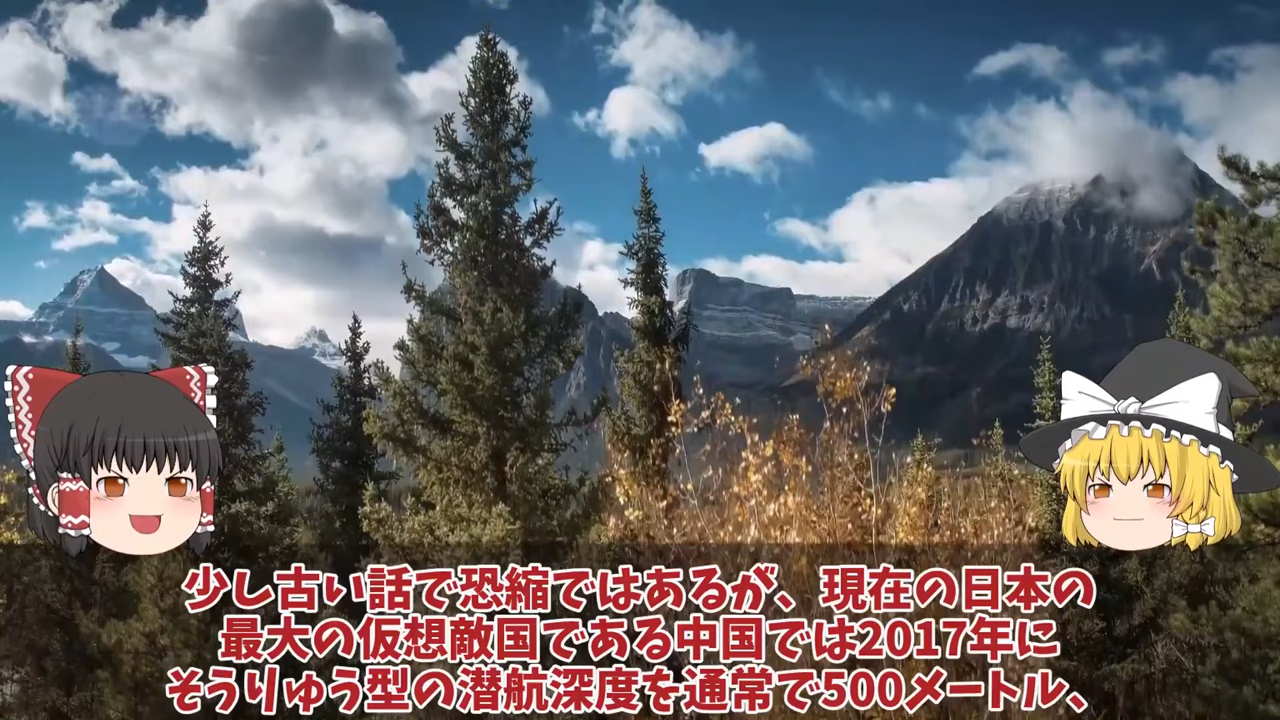 少し古い話で恐縮ではあるが、現在の日本の
最大の仮想敵国である中国では2017年に
そうりゅう型の潜航深度を通常で500メートル、